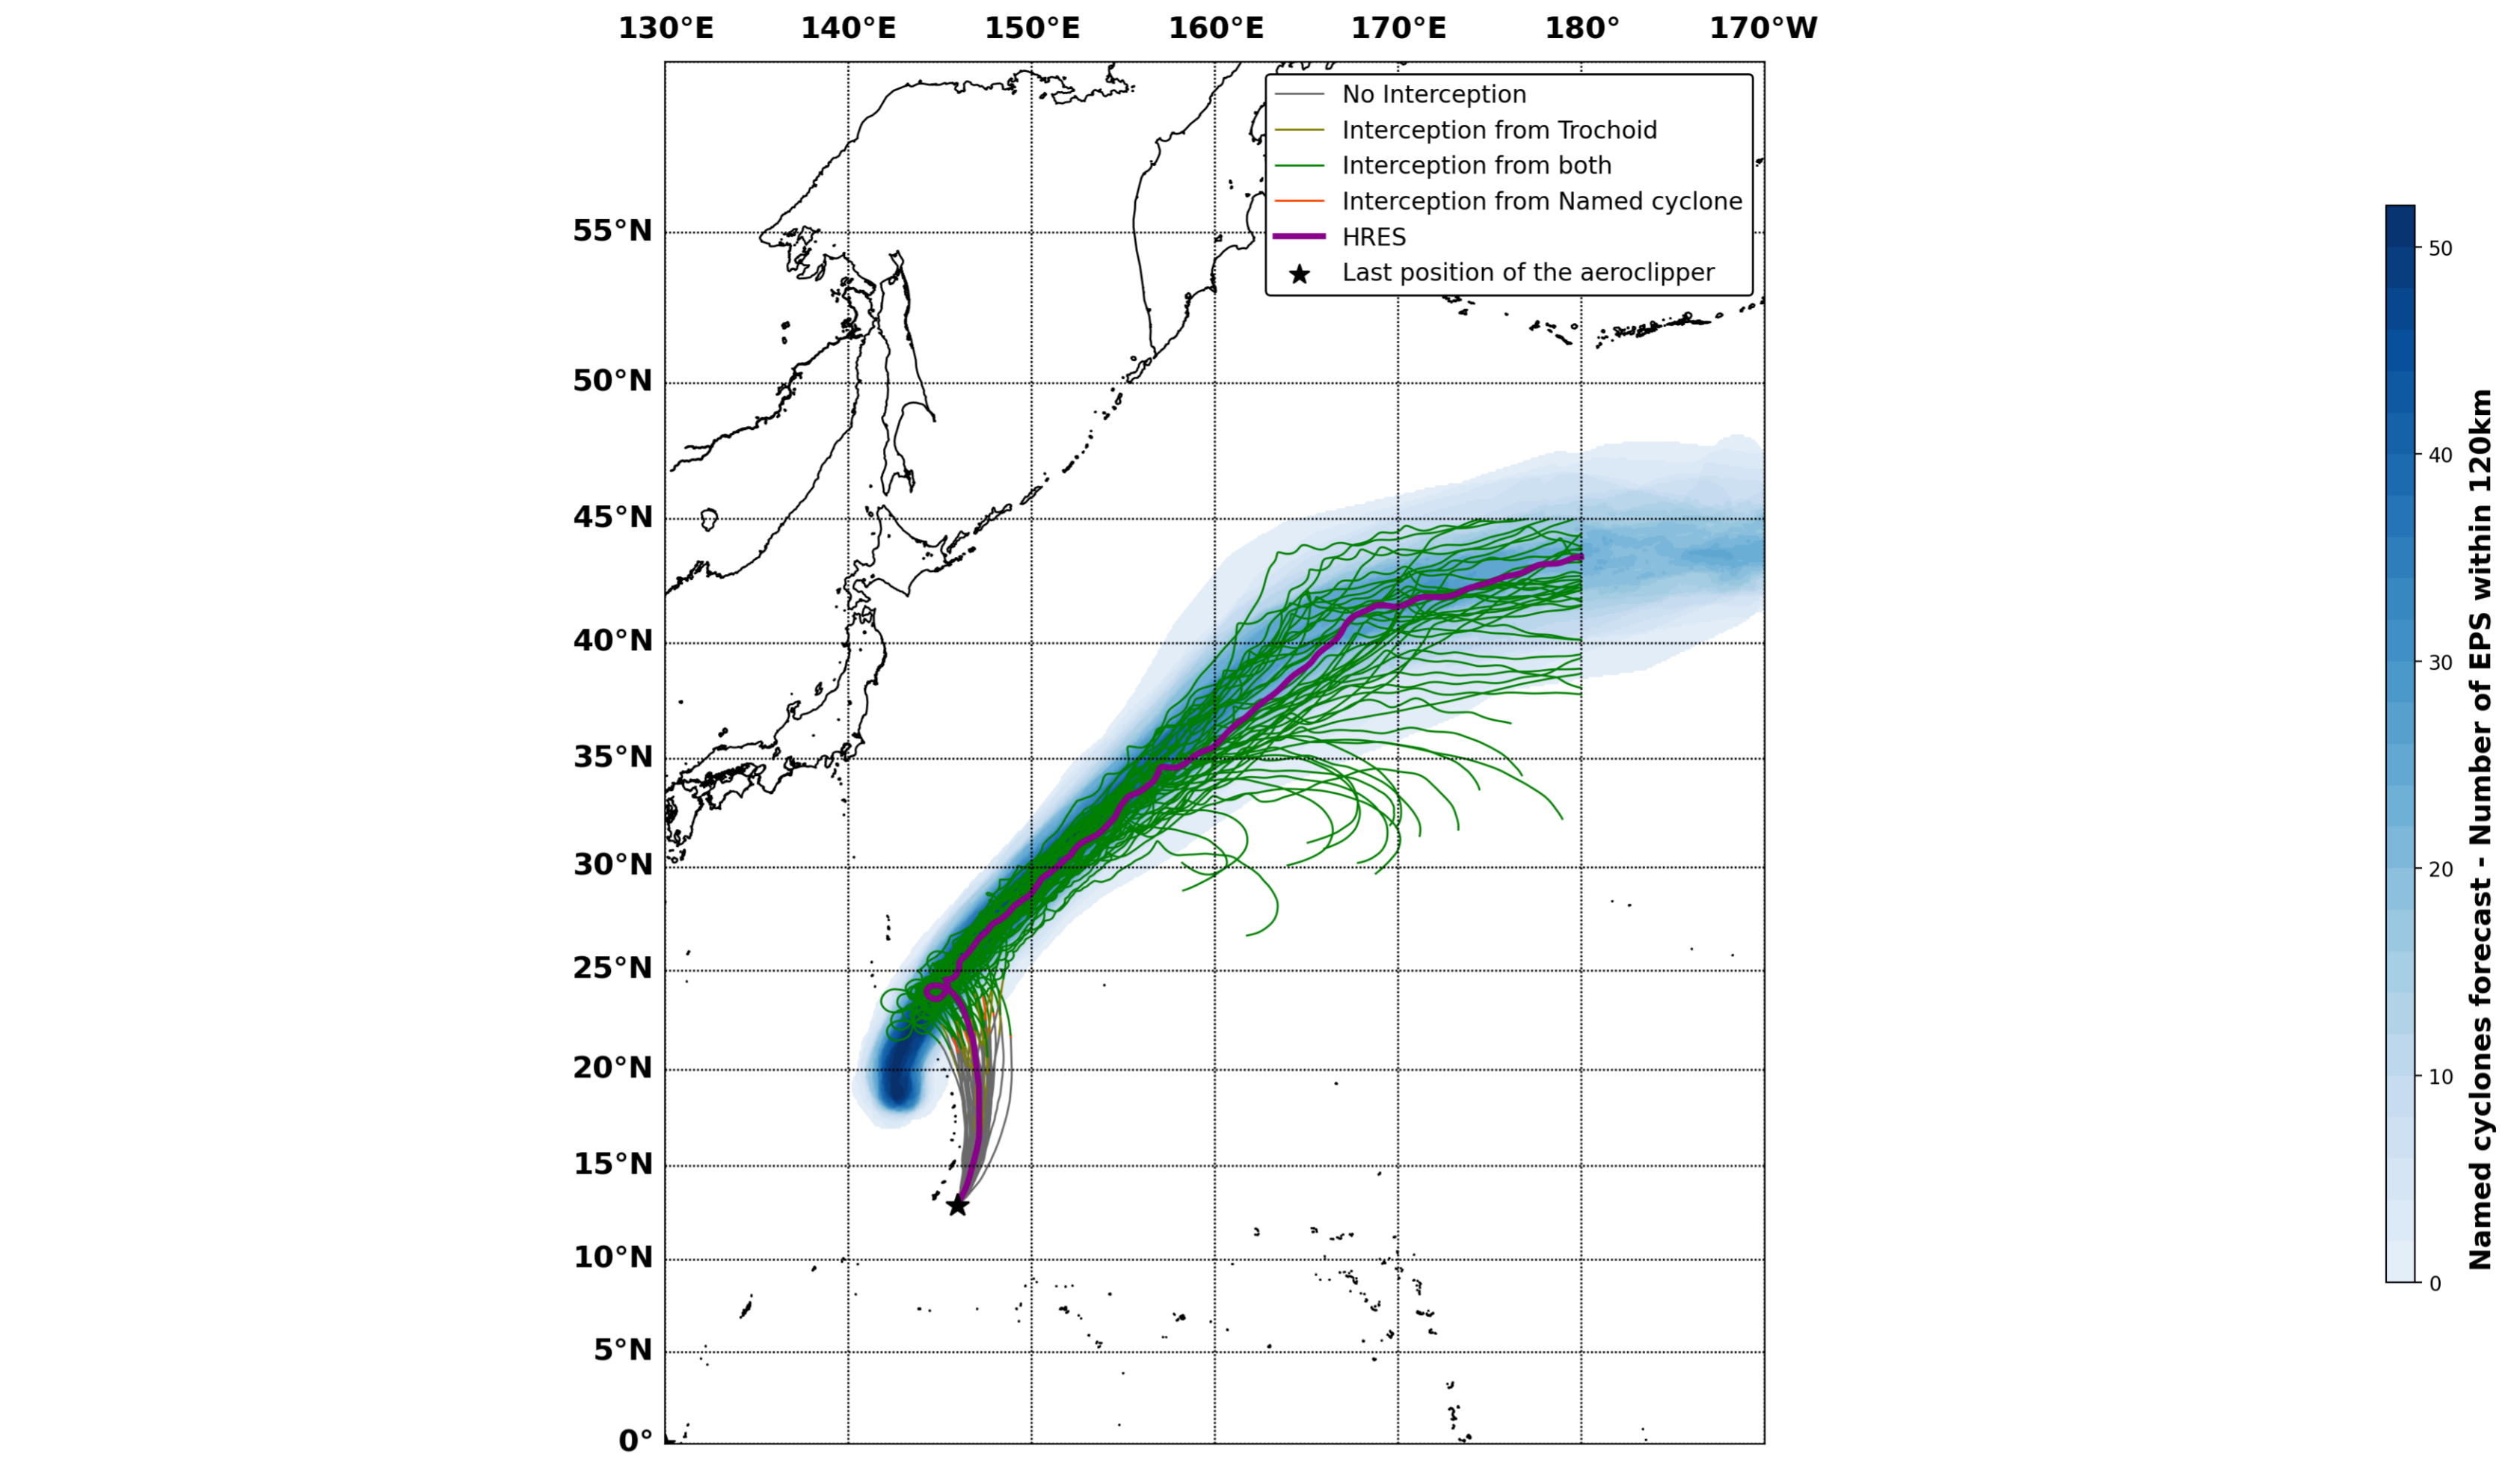 130°E 140°E 150°E 160°E 170°E 180° 170°W
No Interception
Interception from Trochoid
Interception from both
Interception from Named cyclone
HRES
Last position of the aeroclipper
55°N
50°N
45°N
40°N
35°N
30°N
25°N
20°N
15°N
10°N
5°N
0°
50
40
30
20
10
0
Named cyclones forecast - Number of EPS within 120km